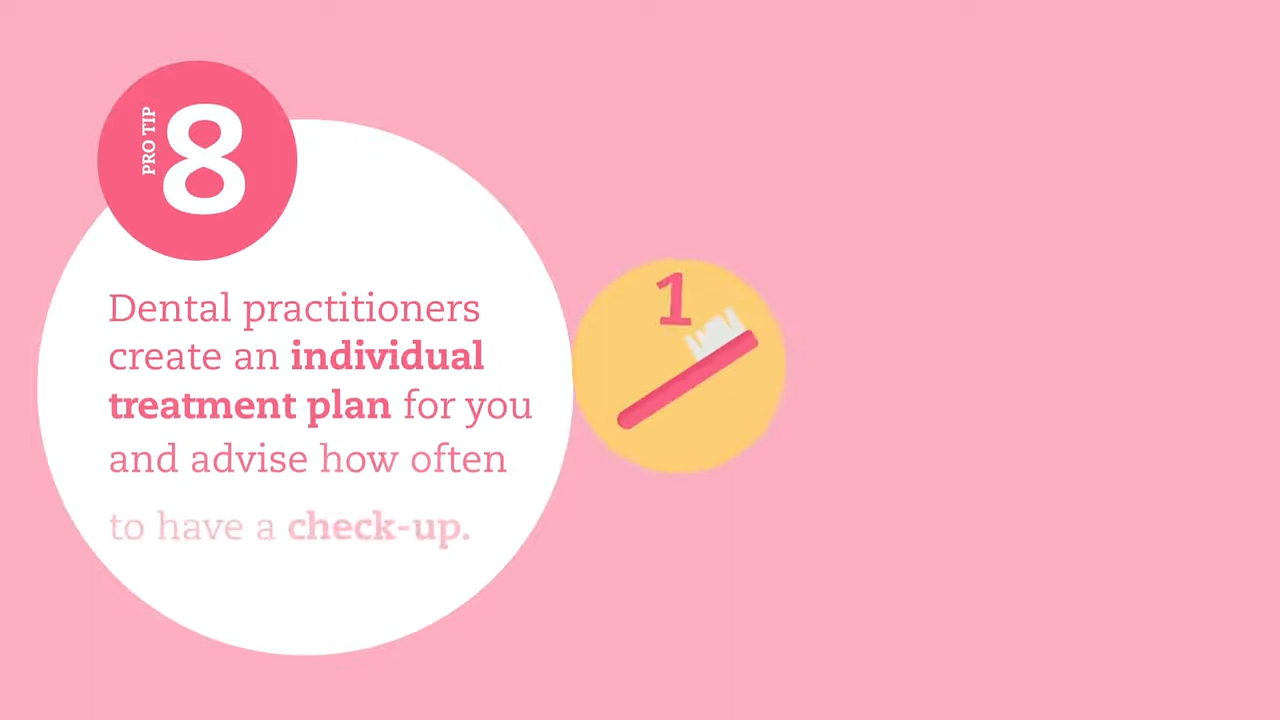 PRO TIP
8
Dental practitioners
create an individual
treatment plan for you
and advise how often
to have a check-up.
1